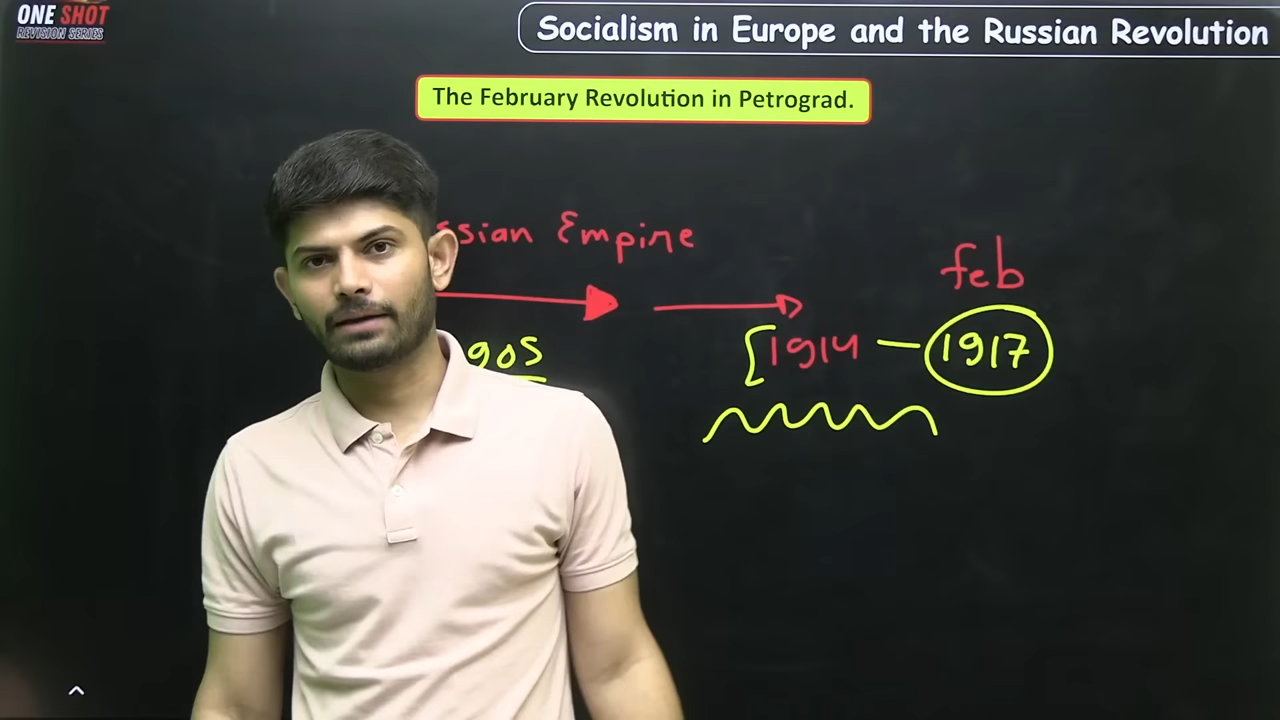 ONE SHOT
REVISION SERIES
Socialism in Europe and the Russian Revolution
The February Revolution in Petrograd.
ssian Empire
feb
905
[1914 — 1917